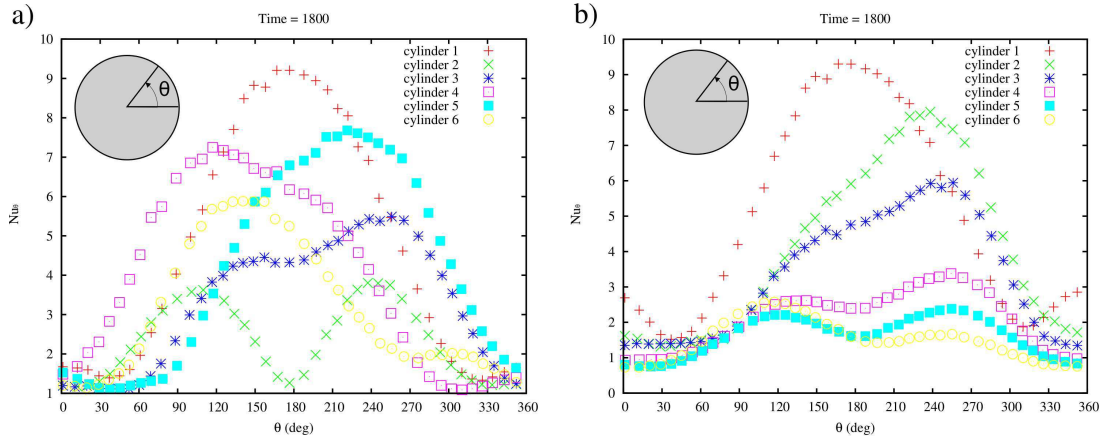 a)
Time = 1800
10
9
8
7
6
5
4
3
2
1
Nuθ
0
30
60
90
120
150
180
210
240
270
300
330
360
θ (deg)
θ
cylinder 1
cylinder 2
cylinder 3
cylinder 4
cylinder 5
cylinder 6
b)
Time = 1800
10
9
8
7
6
5
4
3
2
1
0
Nuθ
0
30
60
90
120
150
180
210
240
270
300
330
360
θ (deg)
θ
cylinder 1
cylinder 2
cylinder 3
cylinder 4
cylinder 5
cylinder 6